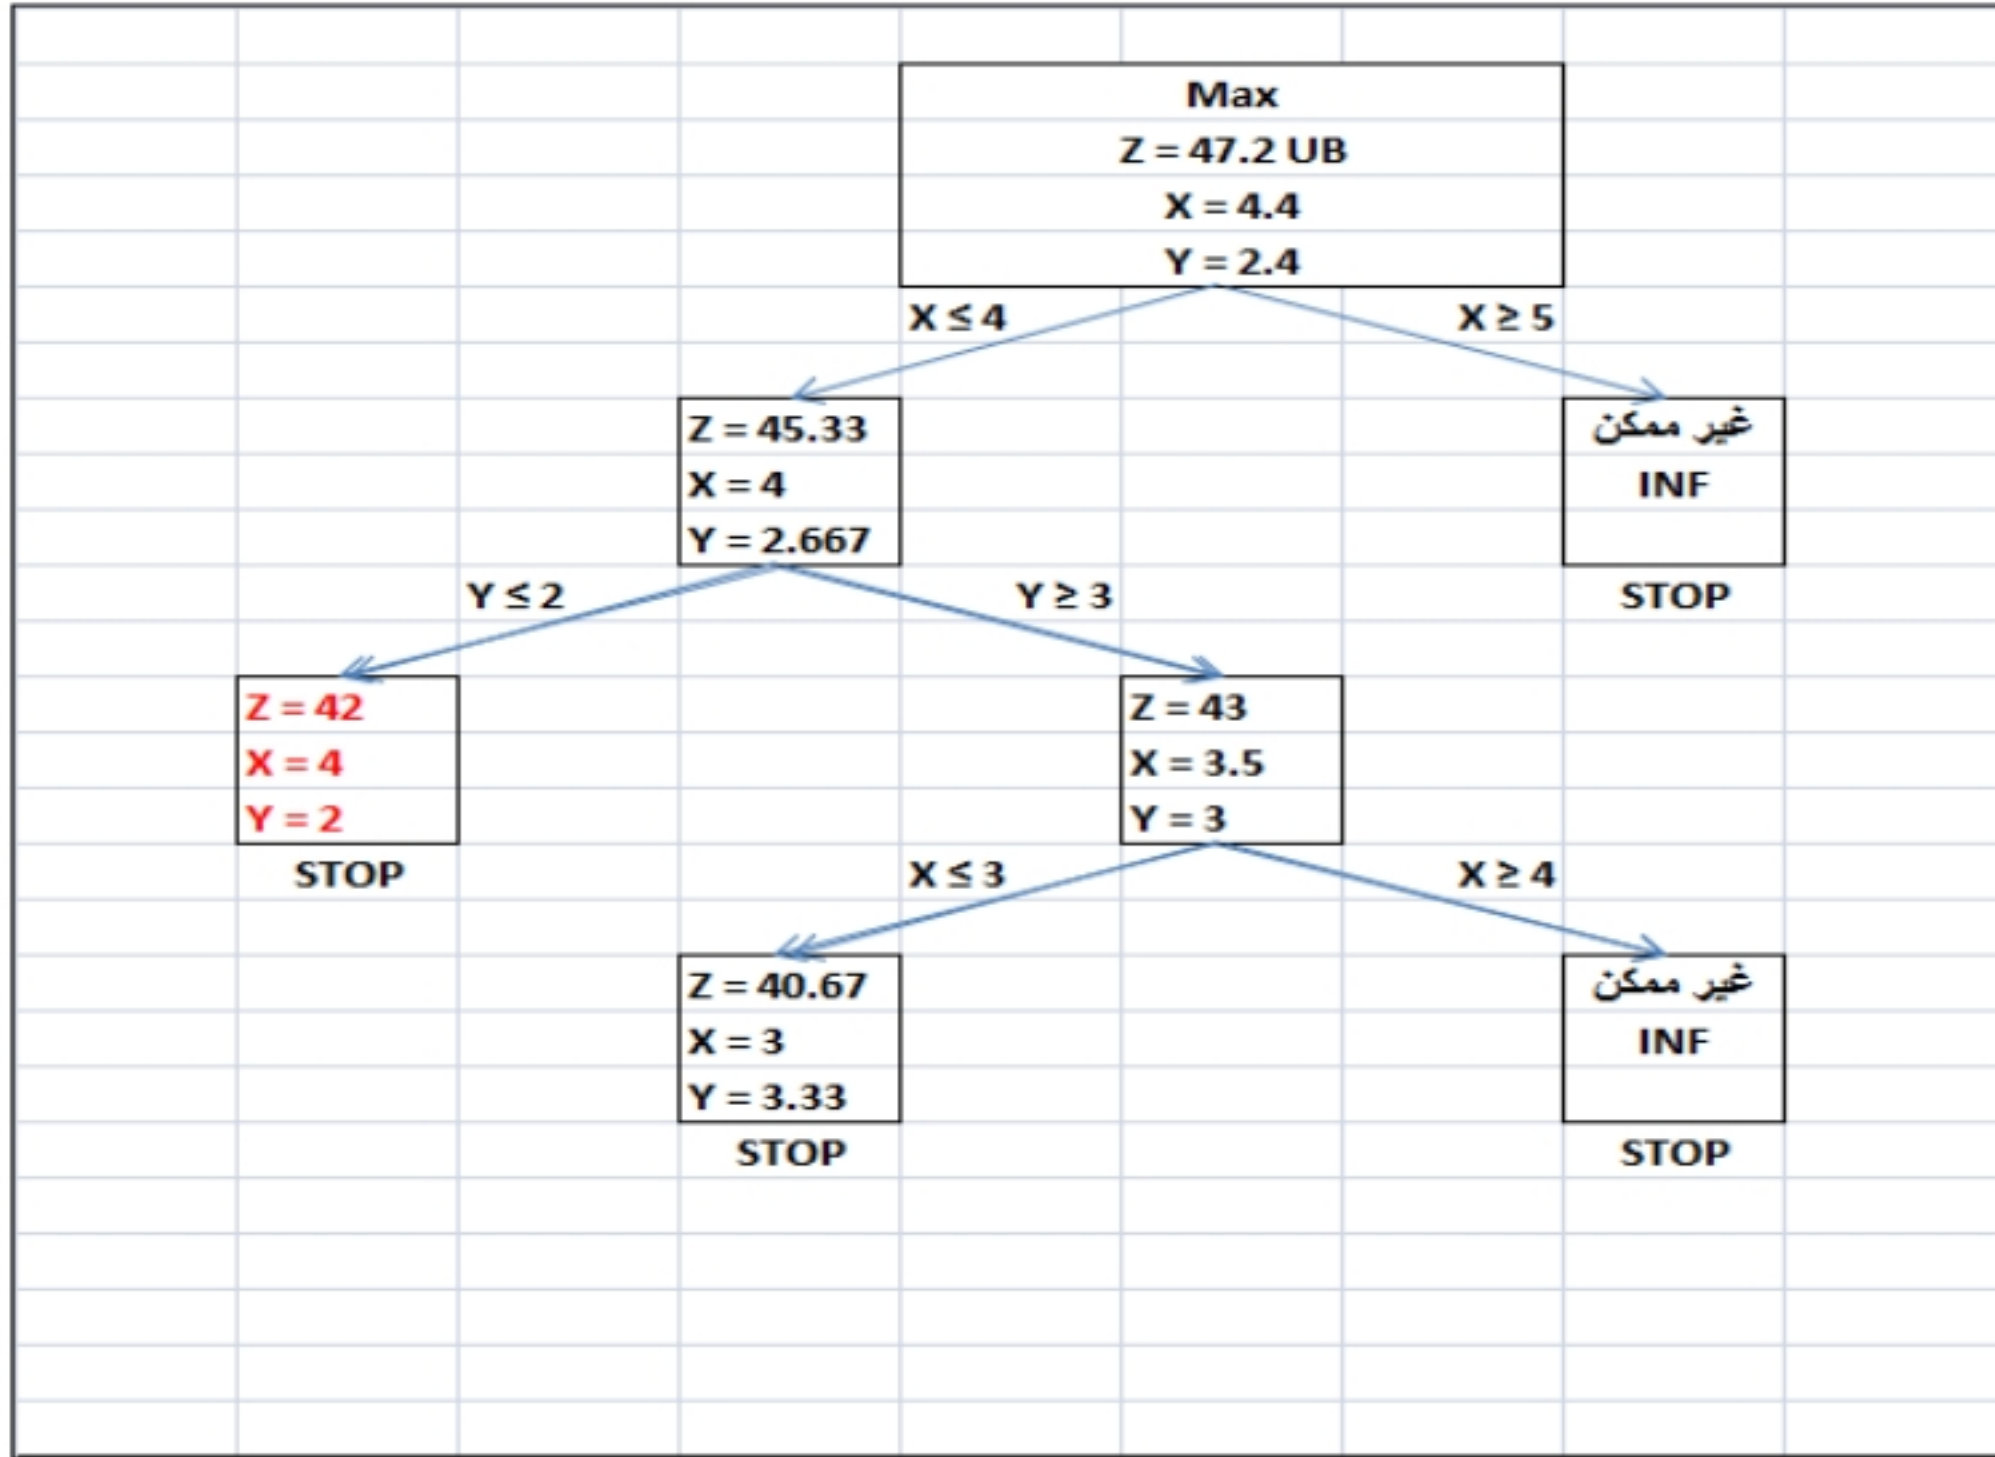 Max
Z = 47.2 UB
X = 4.4
Y = 2.4
X ≤ 4
X ≥ 5
Z = 45.33
X = 4
Y = 2.667
غير ممكن
INF
STOP
Y ≤ 2
Y ≥ 3
Z = 42
X = 4
Y = 2
STOP
Z = 43
X = 3.5
Y = 3
X ≤ 3
X ≥ 4
Z = 40.67
X = 3
Y = 3.33
STOP
غير ممكن
INF
STOP